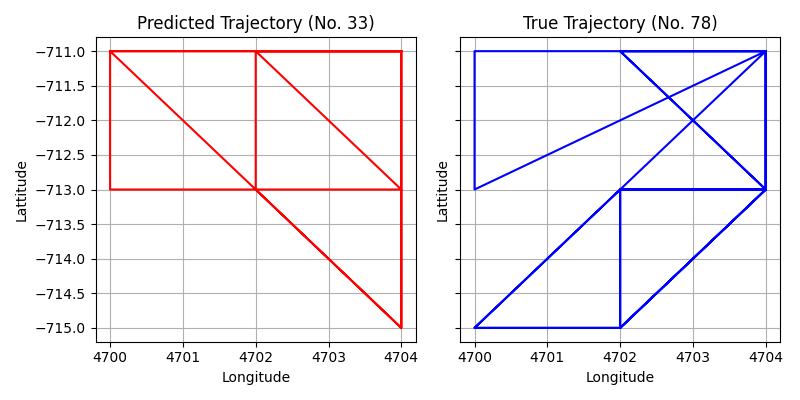 Predicted Trajectory (No. 33)
True Trajectory (No. 78)
−711.0
−711.5
−712.0
−712.5
−713.0
−713.5
−714.0
−714.5
−715.0
Lattitude
Lattitude
4700 4701 4702 4703 4704
4700 4701 4702 4703 4704
Longitude
Longitude